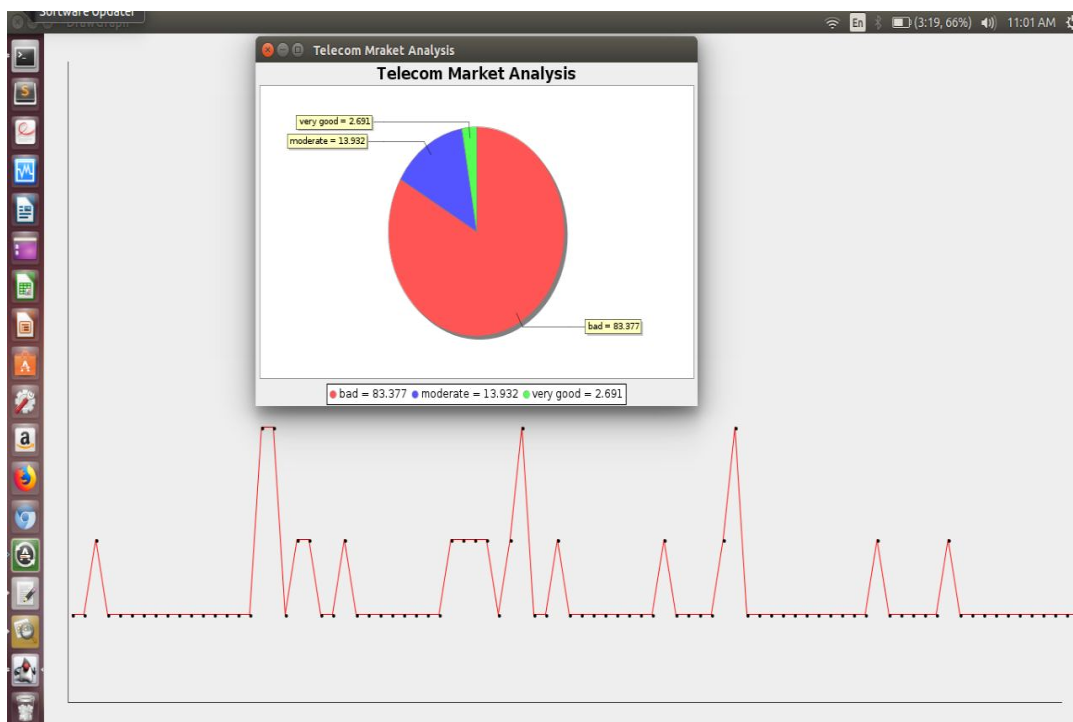 Software Updater
En (3:19, 66%) 11:01 AM
Telecom Mraket Analysis
Telecom Market Analysis
very good = 2.691
moderate = 13.932
bad = 83.377
bad = 83.377 moderate = 13.932 very good = 2.691